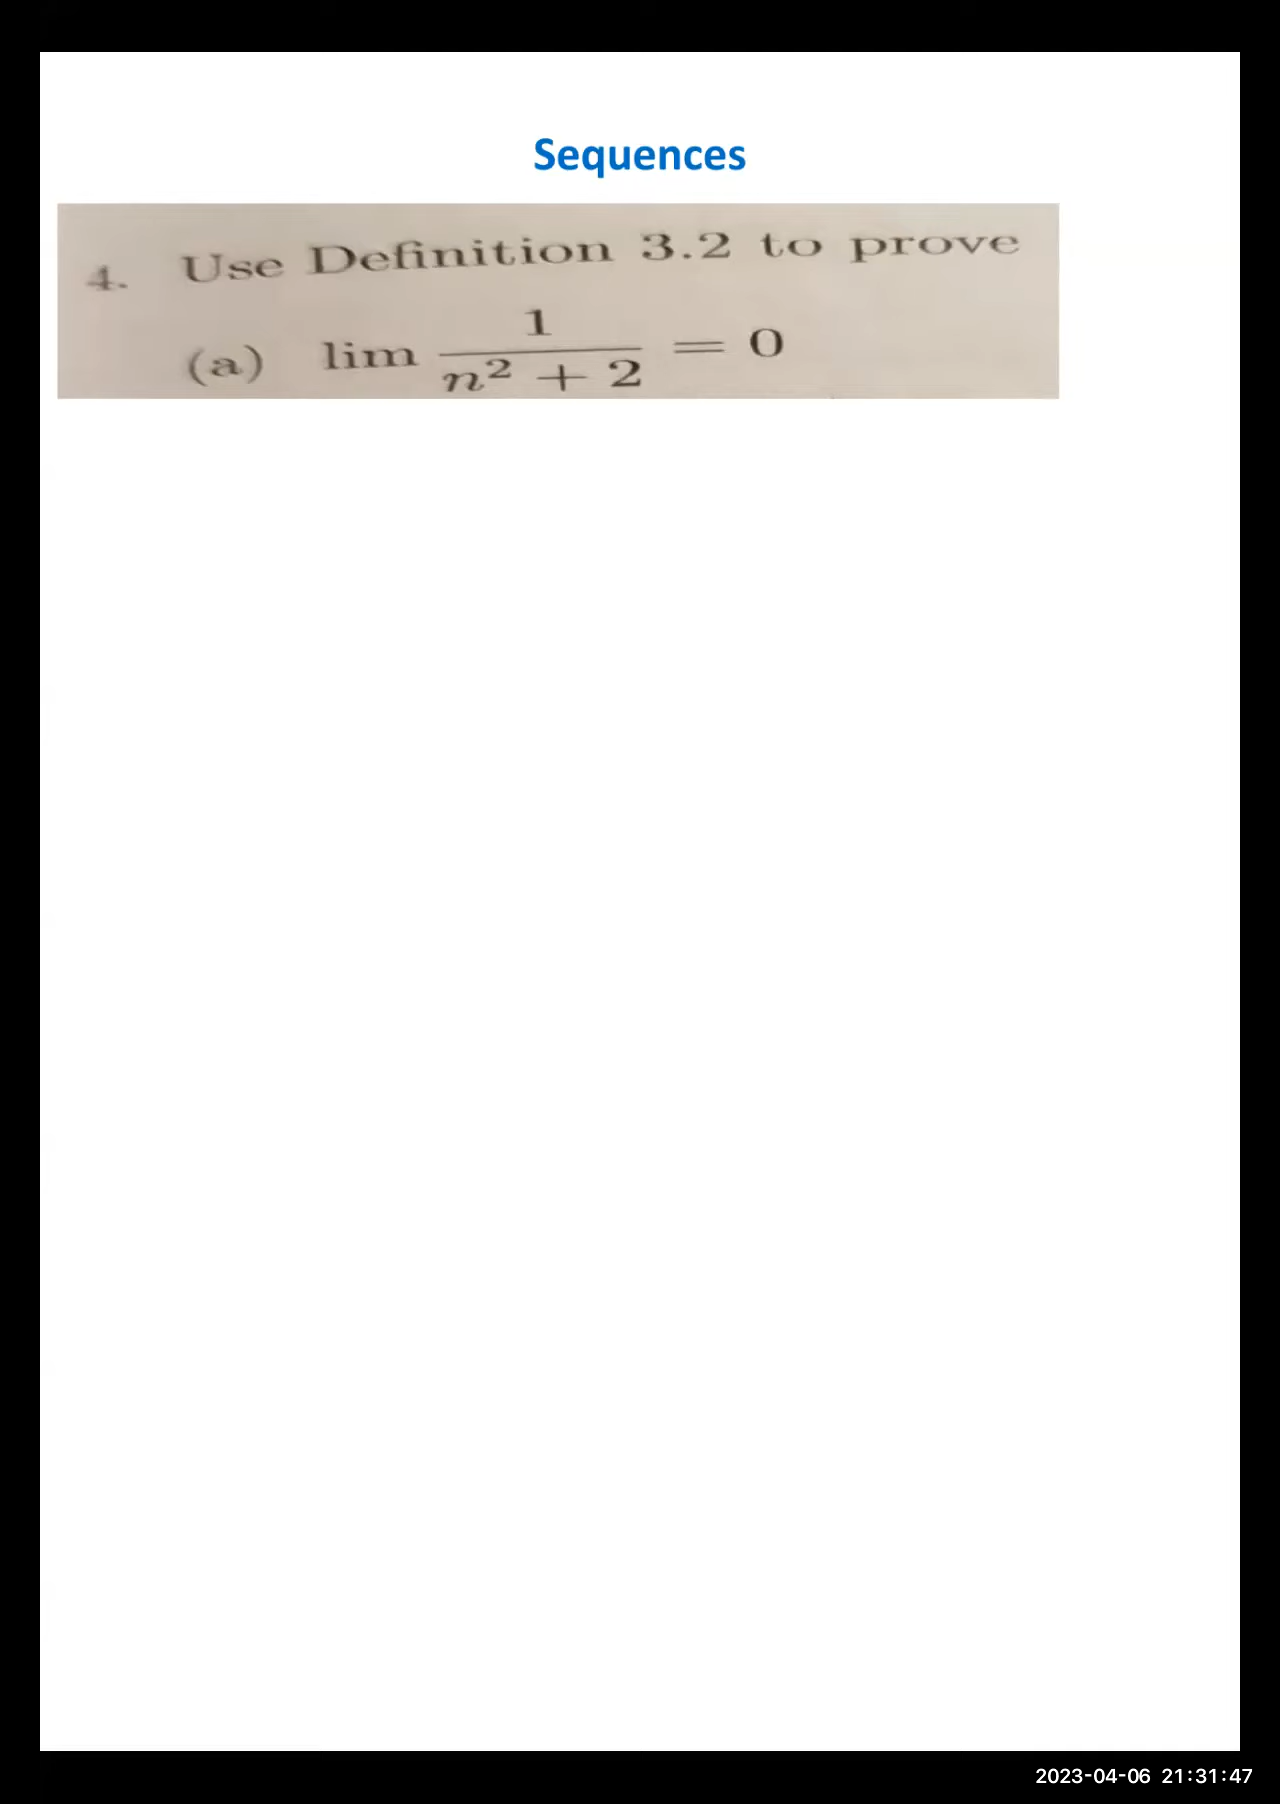 Sequences
4. Use Definition 3.2 to prove
(a) lim 1/(n² + 2) = 0
2023-04-06 21:31:47